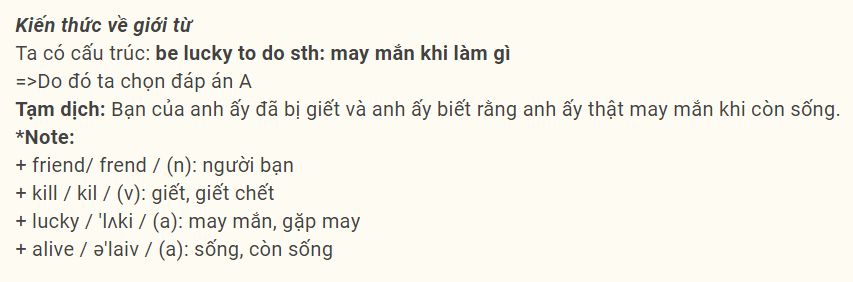 Kiến thức về giới từ
Ta có cấu trúc: be lucky to do sth: may mắn khi làm gì
=>Do đó ta chọn đáp án A
Tạm dịch: Bạn của anh ấy đã bị giết và anh ấy biết rằng anh ấy thật may mắn khi còn sống.
*Note:
+ friend/ frend / (n): người bạn
+ kill / kil / (v): giết, giết chết
+ lucky / 'lʌki / (a): may mắn, gặp may
+ alive / ə'laiv / (a): sống, còn sống